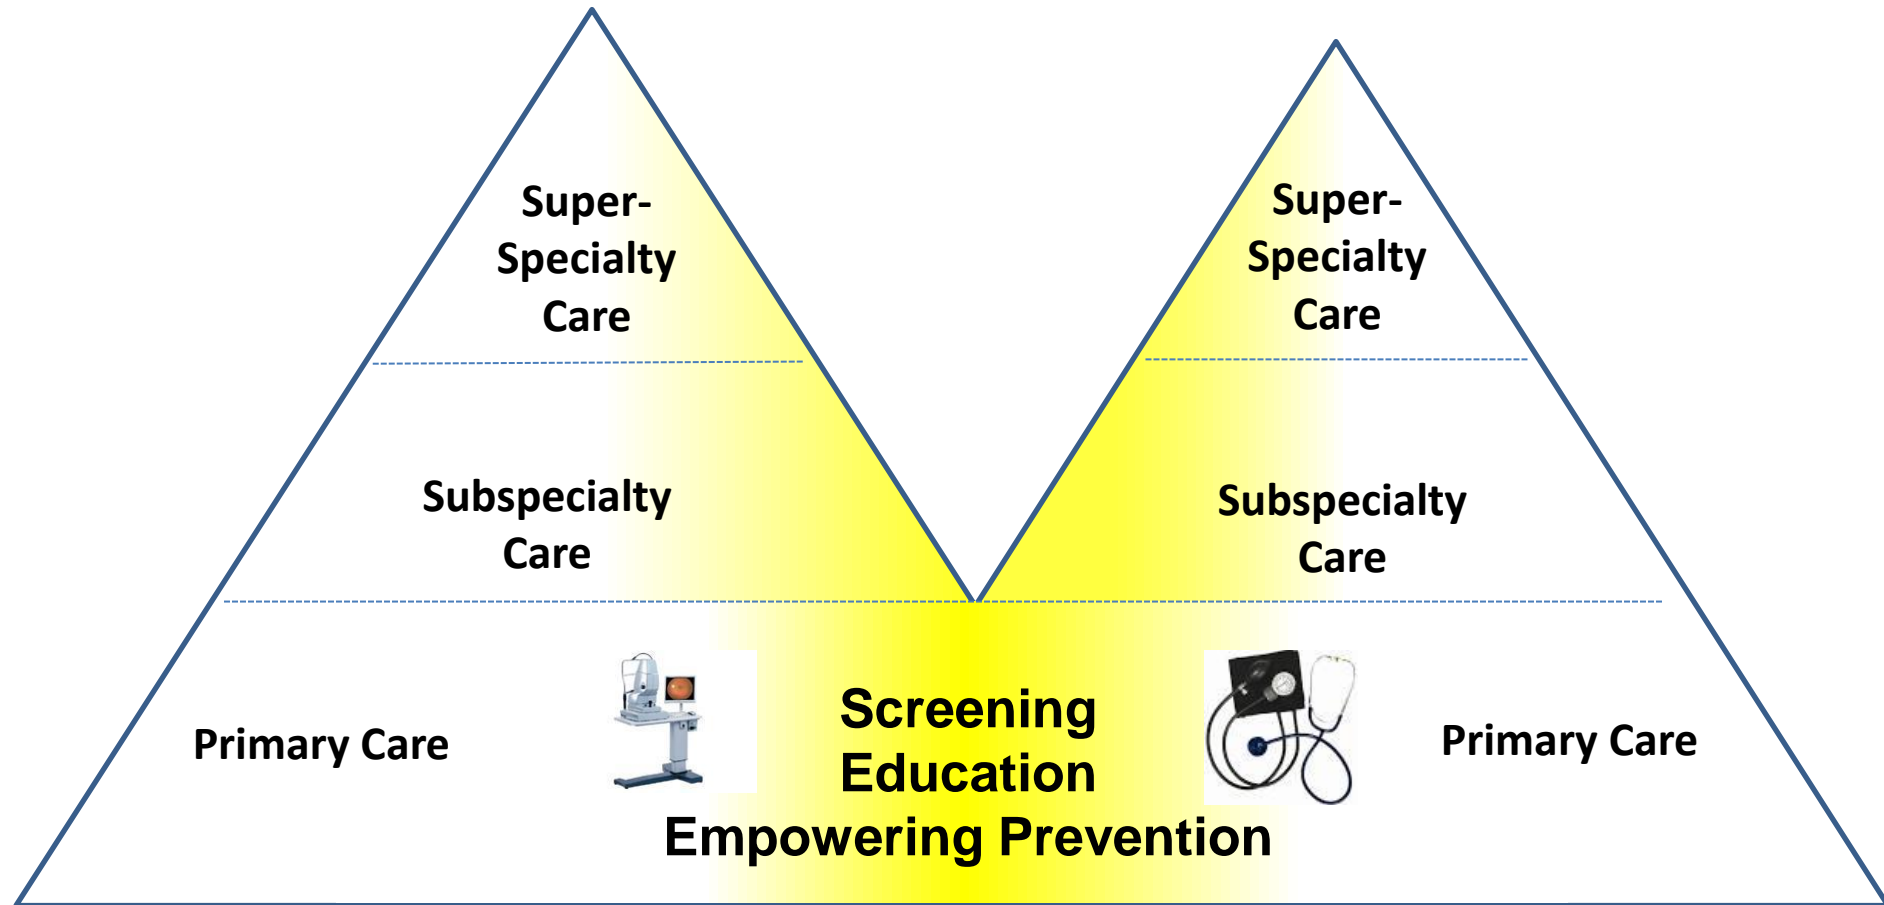 Super-
Specialty
Care
Super-
Specialty
Care
Subspecialty
Care
Subspecialty
Care
Primary Care
Screening
Education
Empowering Prevention
Primary Care